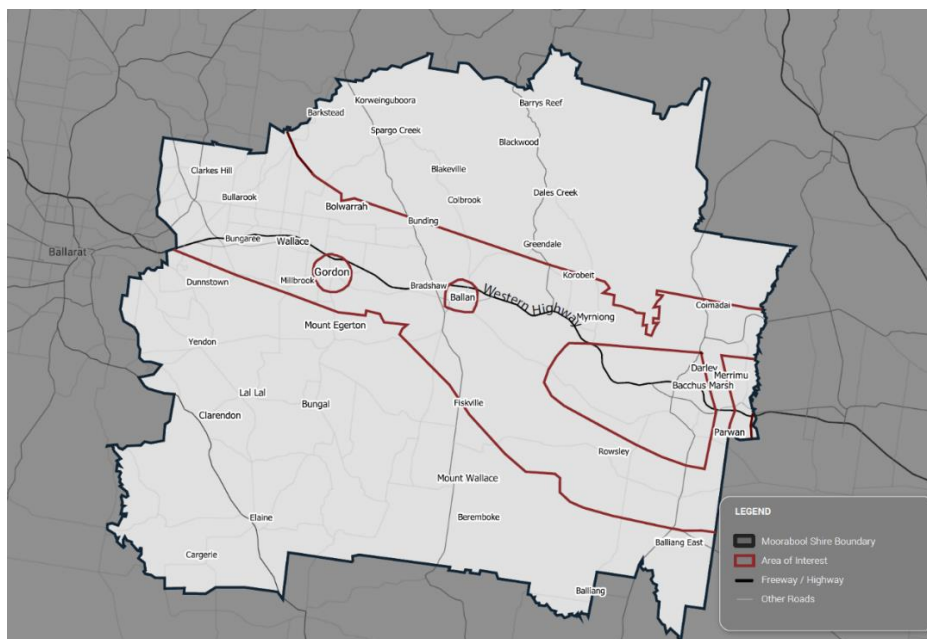 Korweinguboora
Barrys Reef
Barkstead
Spargo Creek
Blackwood
Clarkes Hill
Blakeville
Dales Creek
Bullarook
Colbrook
Bolwarrah
Bunding
Bungaree
Wallace
Greendale
Ballarat
Gordon
Korobeit
Dunnstown
Millbrook
Bradshaw
Ballan
Western Highway
Coimadai
Myrniong
Mount Egerton
Yendon
Darley
Merrimu
Lal Lal
Bacchus Marsh
Bungal
Fiskville
Clarendon
Parwan
Rowsley
Mount Wallace
Elaine
Beremboke
Balliang East
Cargerie
Balliang
LEGEND
Moorabool Shire Boundary
Area of Interest
Freeway / Highway
Other Roads